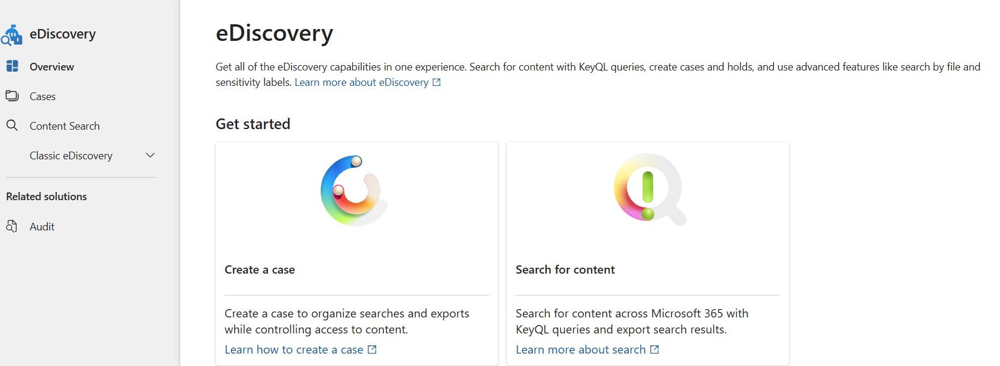 eDiscovery
Overview
Cases
Content Search
Classic eDiscovery
Related solutions
Audit
eDiscovery
Get all of the eDiscovery capabilities in one experience. Search for content with KeyQL queries, create cases and holds, and use advanced features like search by file and
sensitivity labels. Learn more about eDiscovery
Get started
Create a case
Create a case to organize searches and exports
while controlling access to content.
Learn how to create a case
Search for content
Search for content across Microsoft 365 with
KeyQL queries and export search results.
Learn more about search